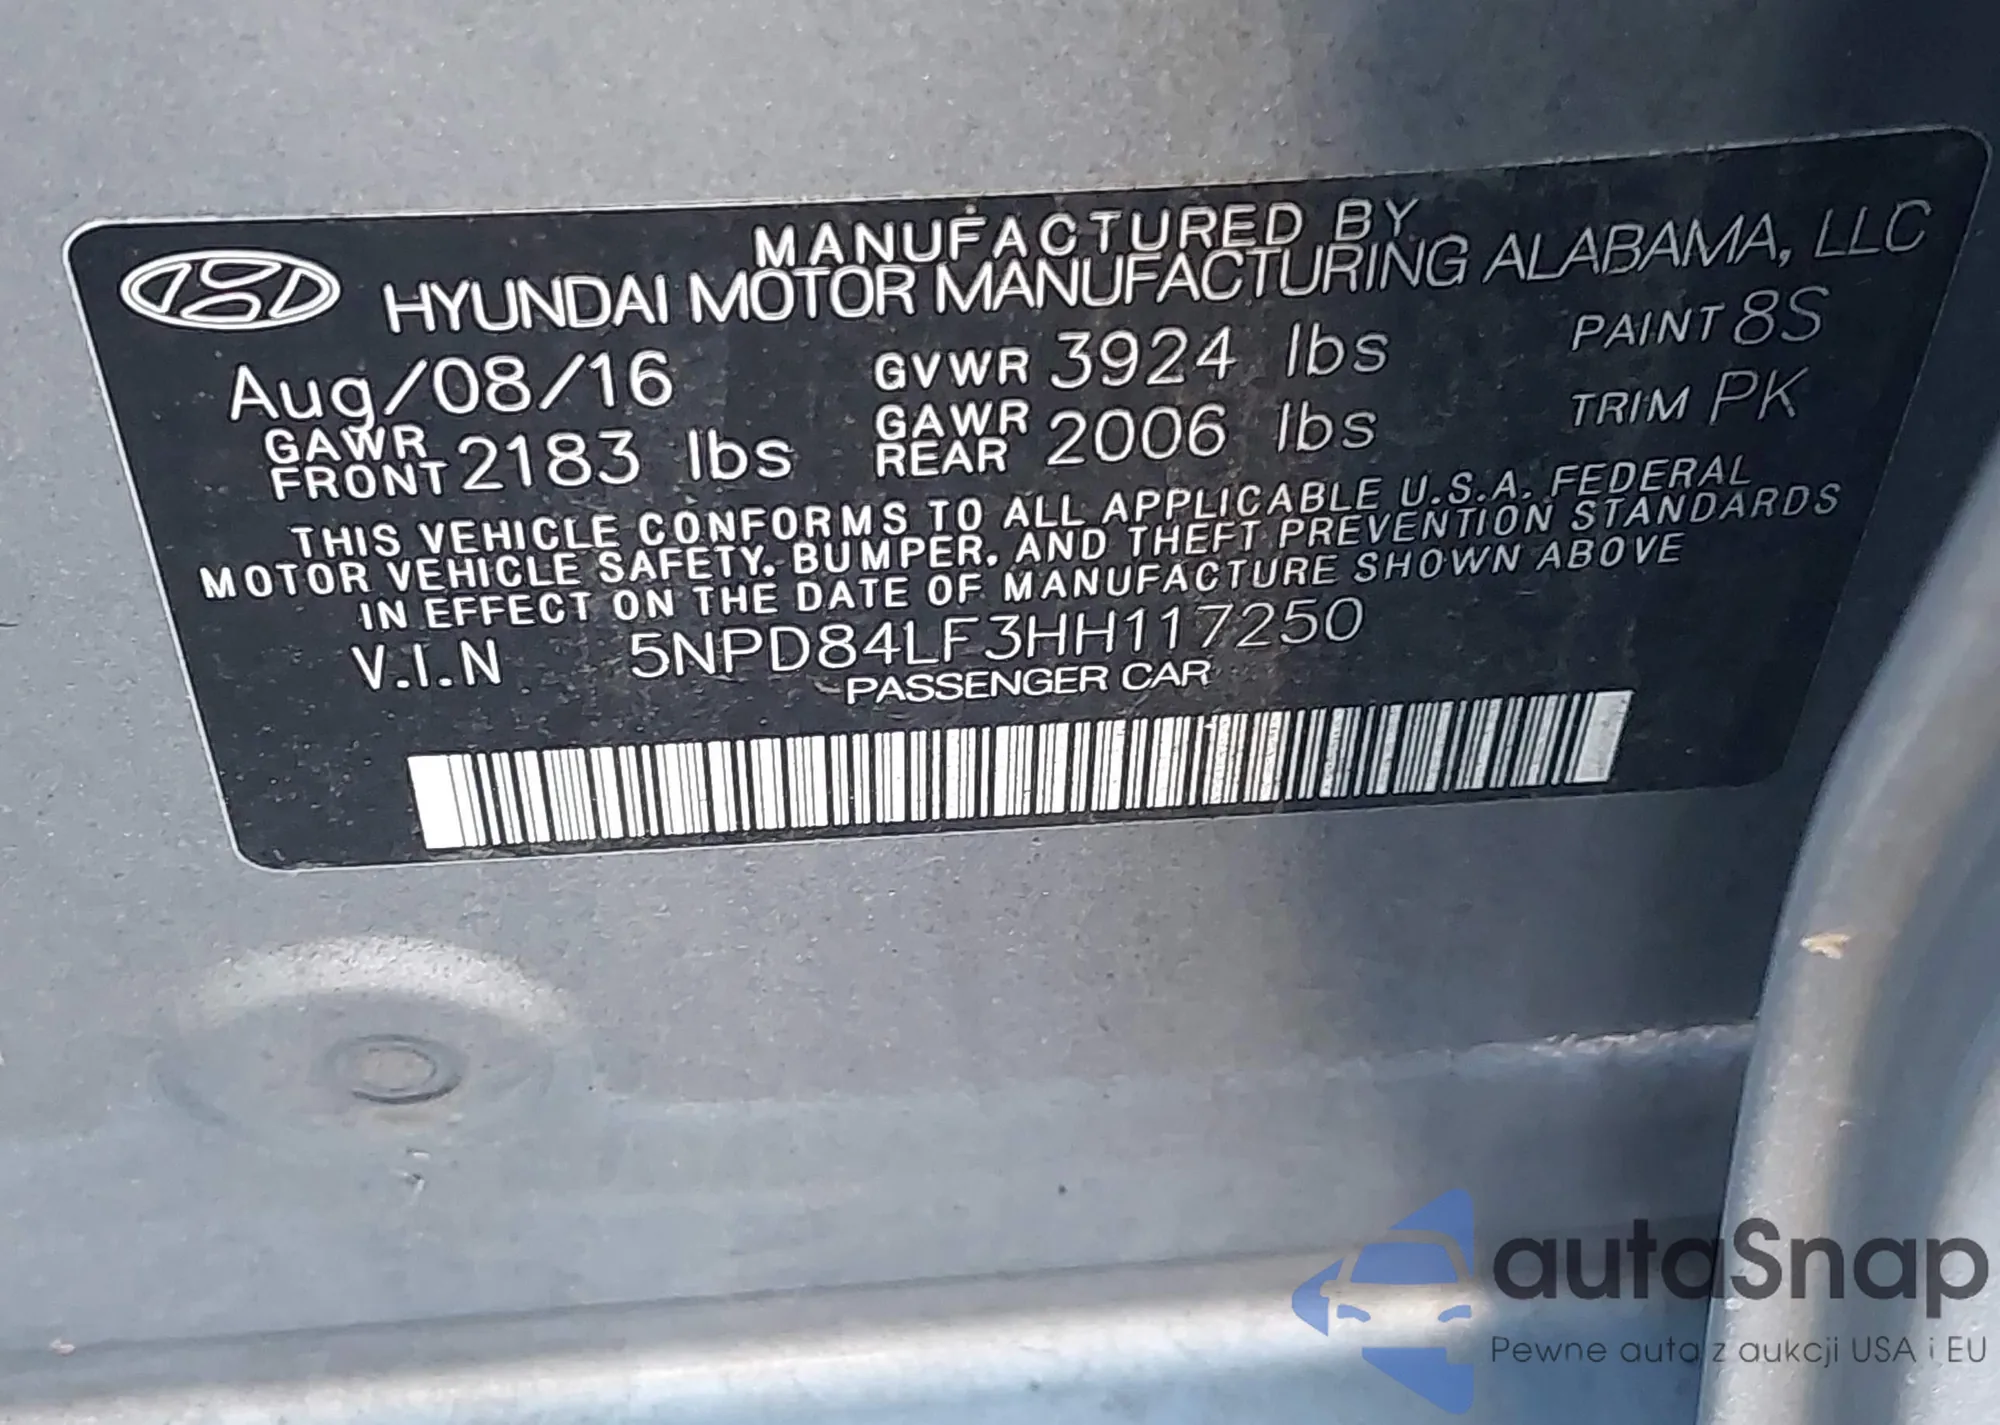 MANUFACTURED BY
HYUNDAI MOTOR MANUFACTURING ALABAMA, LLC
Aug/08/16 GVWR 3924 lbs PAINT 8S
GAWR FRONT 2183 lbs GAWR REAR 2006 lbs TRIM PK
THIS VEHICLE CONFORMS TO ALL APPLICABLE U.S.A. FEDERAL
MOTOR VEHICLE SAFETY, BUMPER, AND THEFT PREVENTION STANDARDS
IN EFFECT ON THE DATE OF MANUFACTURE SHOWN ABOVE
V.I.N 5NPD84LF3HH117250
PASSENGER CAR
autaSnap
Pewne auta z aukcji USA i EU